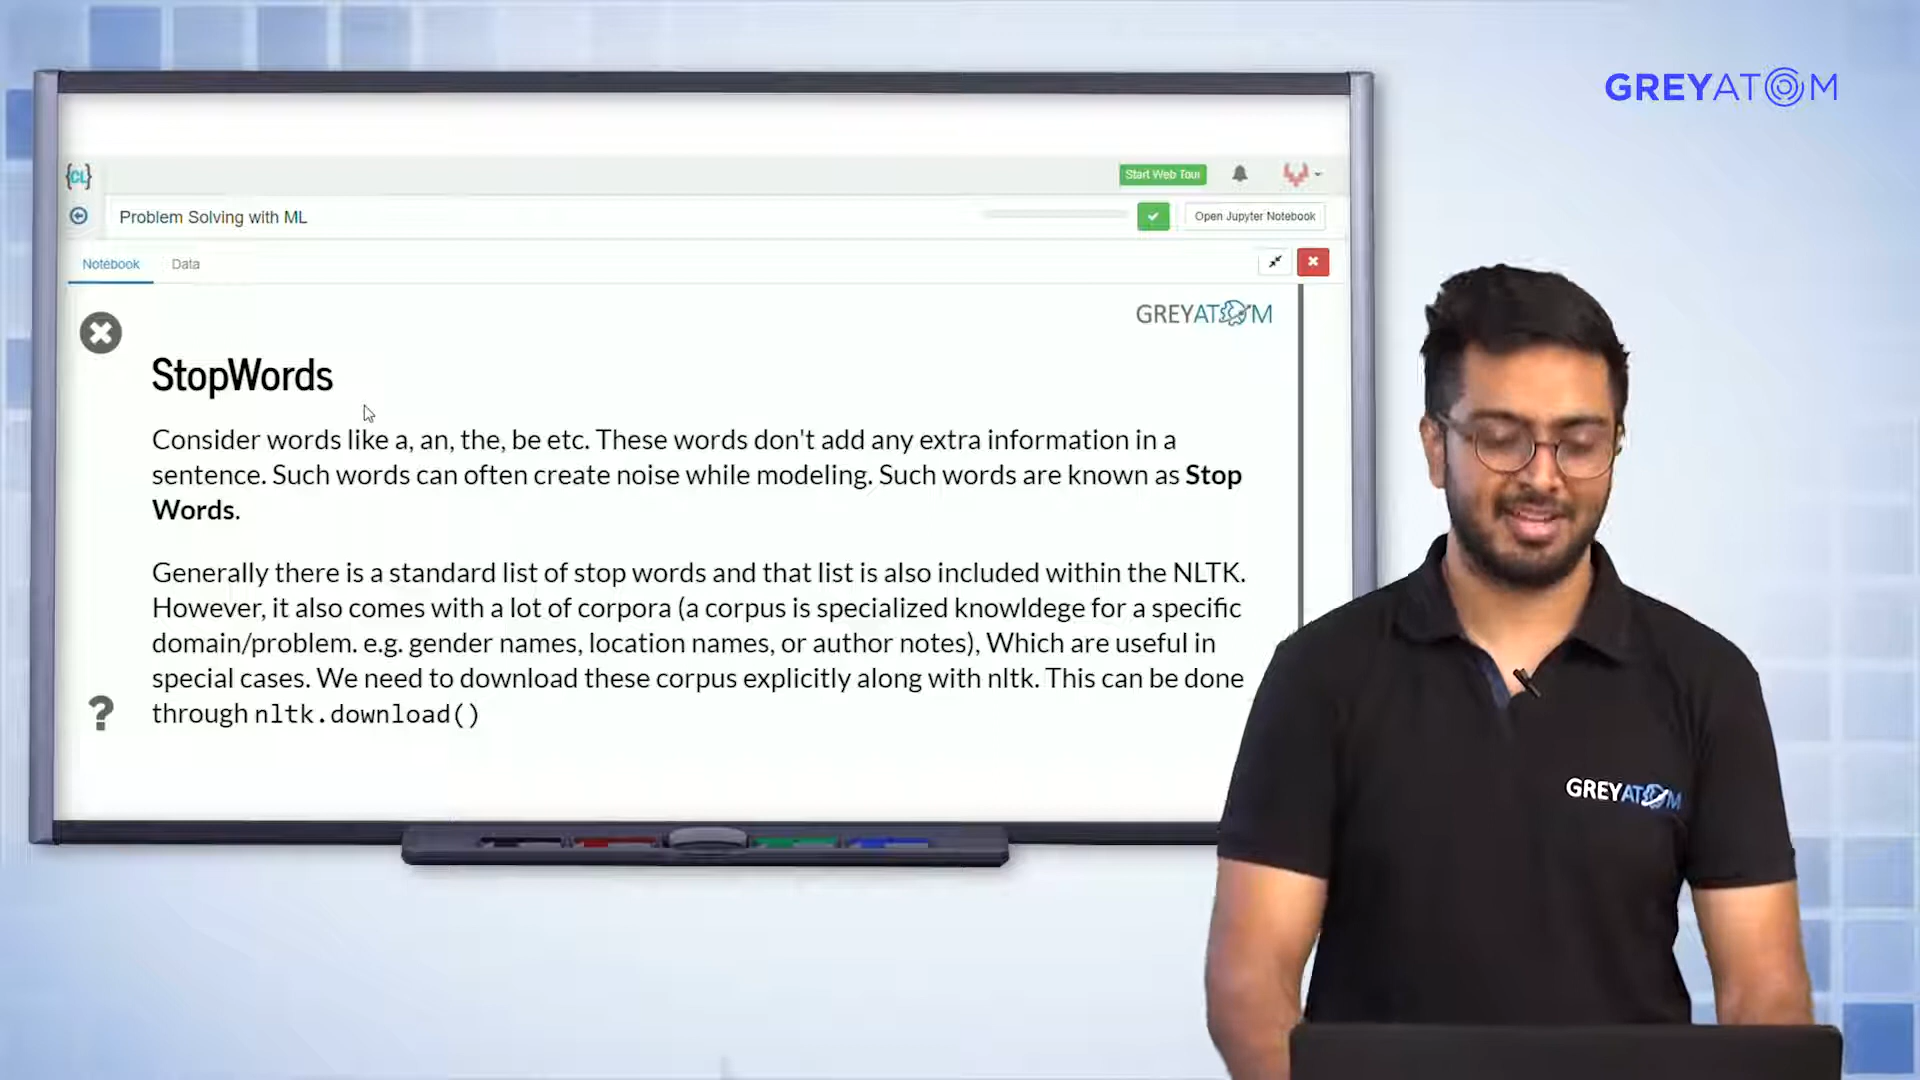 GREYATOM
{CL}
Start Web Tour
Problem Solving with ML
Open Jupyter Notebook
Notebook
Data
GREYATOM
StopWords
Consider words like a, an, the, be etc. These words don't add any extra information in a
sentence. Such words can often create noise while modeling. Such words are known as Stop
Words.
Generally there is a standard list of stop words and that list is also included within the NLTK.
However, it also comes with a lot of corpora (a corpus is specialized knowldege for a specific
domain/problem. e.g. gender names, location names, or author notes), Which are useful in
special cases. We need to download these corpus explicitly along with nltk. This can be done
through nltk.download()
?
GREYATOM